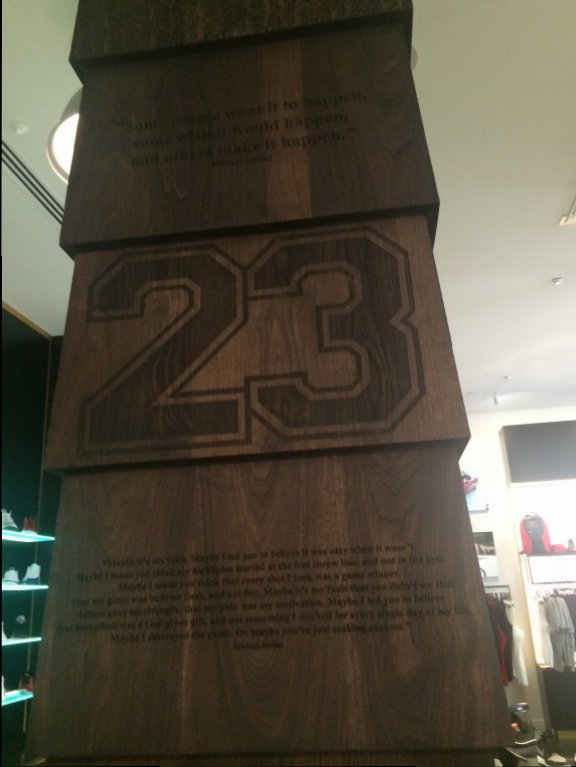 "Some people want it to happen,
some wish it would happen,
and others make it happen."
Michael Jordan
23
"Maybe it's my fault. Maybe I led you to believe it was easy when it wasn't.
Maybe I made you think my highlights started at the free throw line, and not in the gym.
Maybe I made you think that every shot I took was a game winner.
That my game was built on flash, and not fire. Maybe it's my fault that you didn't see that
failure gave me strength; that my pain was my motivation. Maybe I led you to believe
that basketball was a God given gift, and not something I worked for every single day of my life.
Maybe I destroyed the game. Or maybe you're just making excuses."
Michael Jordan